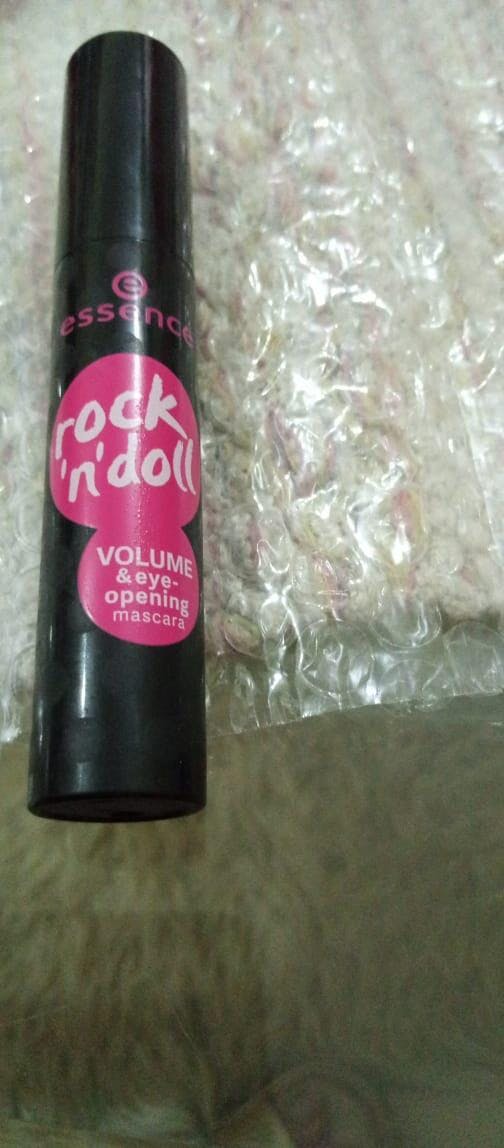 essence
rock
'n'doll
VOLUME
& eye-
opening
mascara